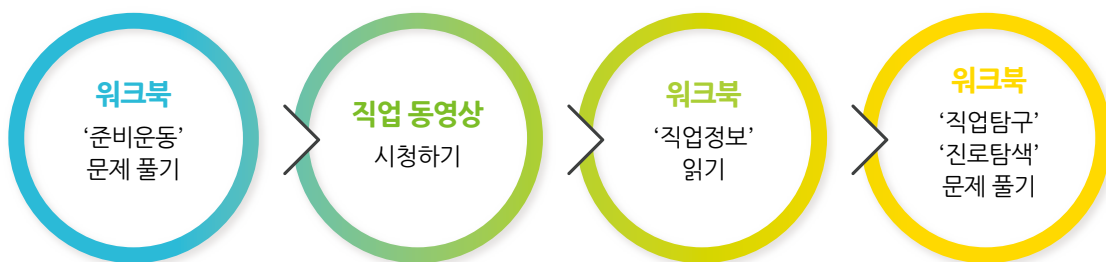 워크북
‘준비운동’
문제 풀기
직업 동영상
시청하기
워크북
‘직업정보’
읽기
워크북
‘직업탐구’
‘진로탐색’
문제 풀기